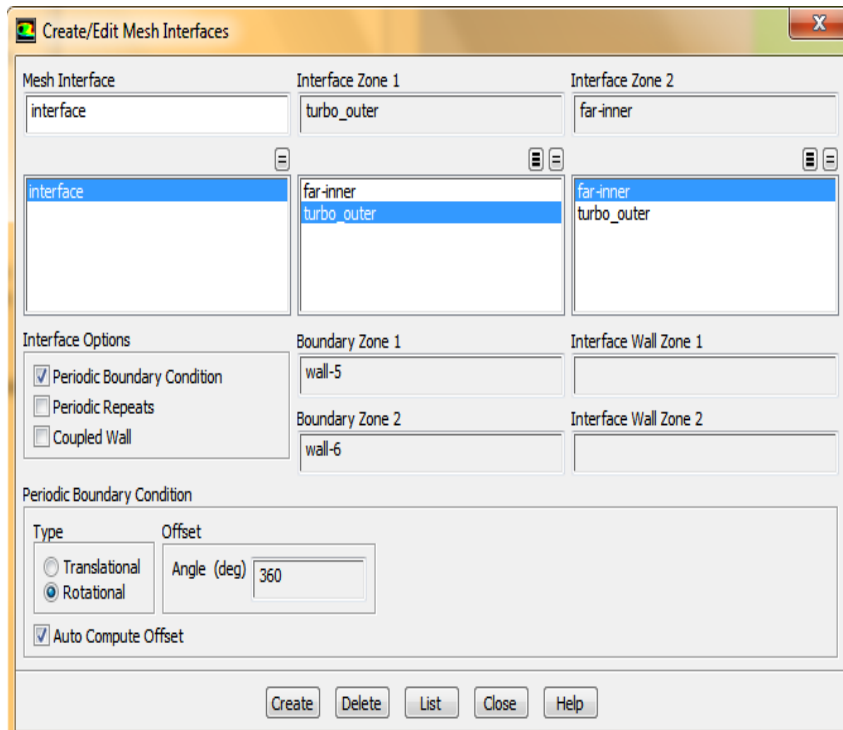 Create/Edit Mesh Interfaces
X
Mesh Interface
Interface Zone 1
Interface Zone 2
interface
turbo_outer
far-inner
interface
far-inner
turbo_outer
far-inner
turbo_outer
Interface Options
Periodic Boundary Condition
Periodic Repeats
Coupled Wall
Boundary Zone 1
wall-5
Interface Wall Zone 1
Boundary Zone 2
wall-6
Interface Wall Zone 2
Periodic Boundary Condition
Type
Translational
Rotational
Offset
Angle (deg) 360
Auto Compute Offset
Create Delete List Close Help